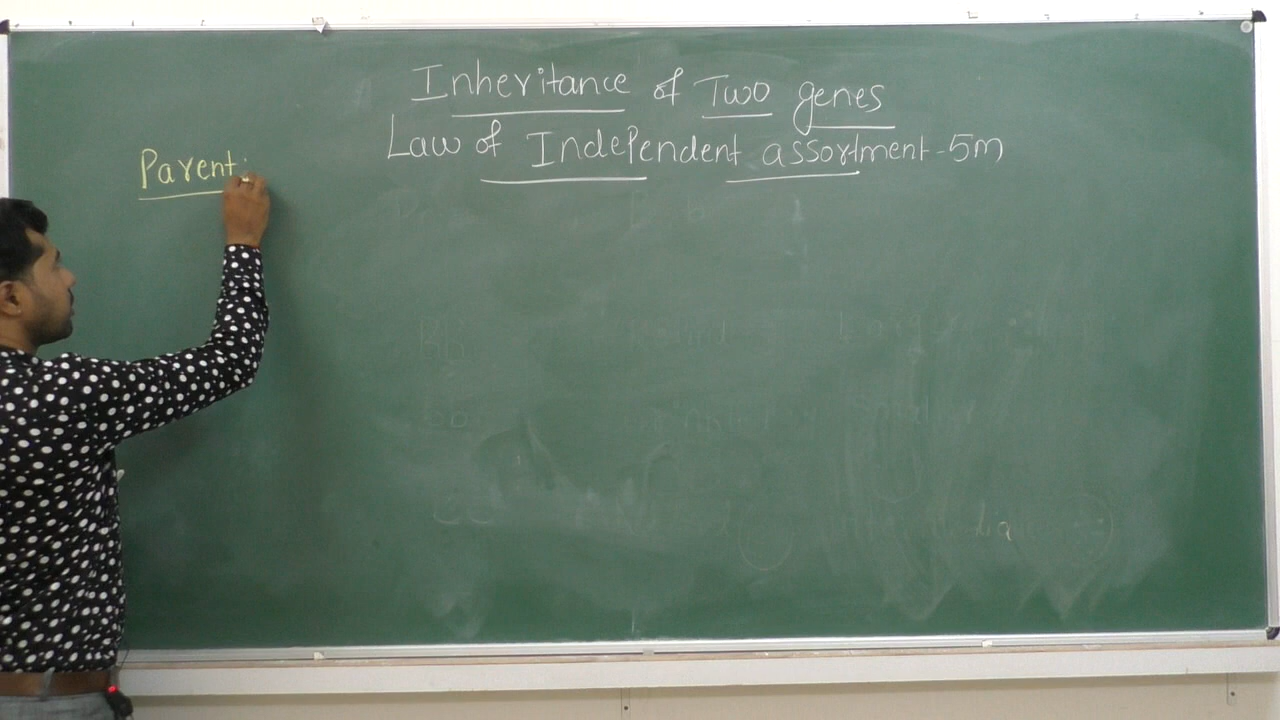 Inheritance of Two genes
Law of Independent assortment - 5m
Parent: